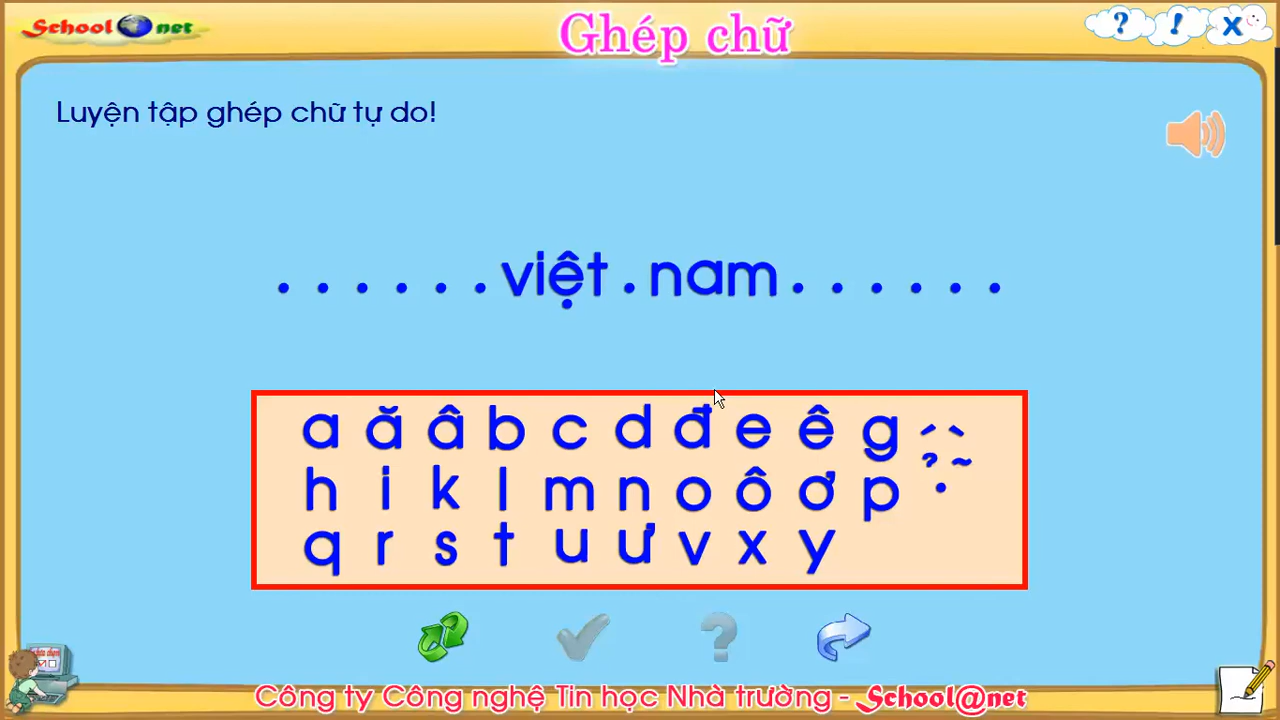 School net
Ghép chữ
? ! x
Luyện tập ghép chữ tự do!
. . . . . . việt . nam . . . . . .
a ă â b c d đ e ê g ´ `
? ~
h i k l m n o ô ơ p .
q r s t u ư v x y
?
Công ty Công nghệ Tin học Nhà trường - School@net